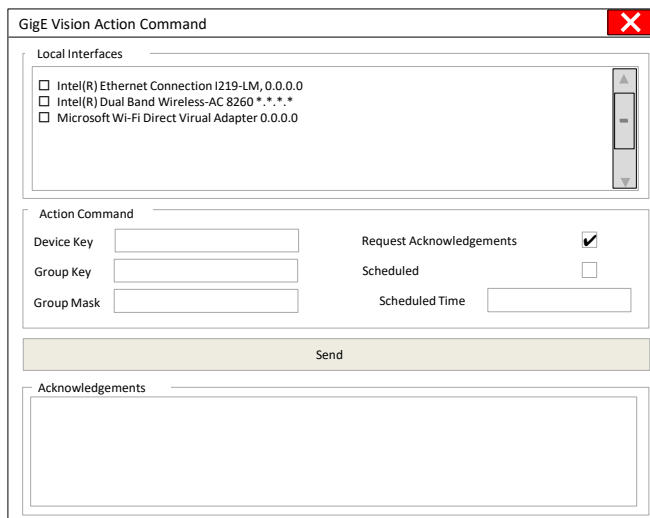 GigE Vision Action Command
Local Interfaces
Intel(R) Ethernet Connection I219-LM, 0.0.0.0
Intel(R) Dual Band Wireless-AC 8260 *.*.*.*
Microsoft Wi-Fi Direct Virual Adapter 0.0.0.0
Action Command
Device Key
Request Acknowledgements
Group Key
Scheduled
Group Mask
Scheduled Time
Send
Acknowledgements